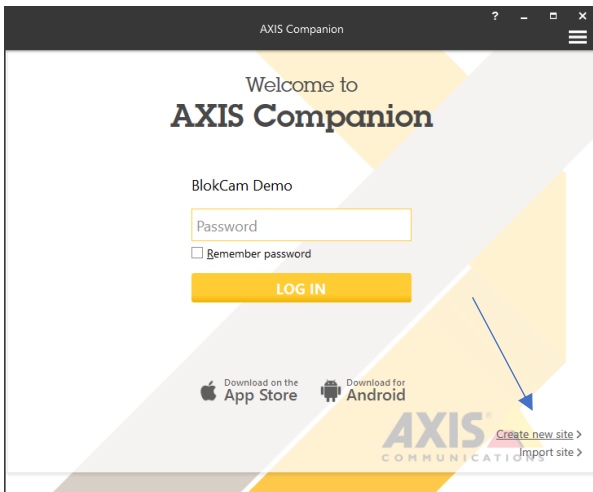 AXIS Companion
?
Welcome to
AXIS Companion
BlokCam Demo
Password
Remember password
LOG IN
Download on the
App Store
Download for
Android
AXIS
COMMUNICATIONS
Create new site >
Import site >